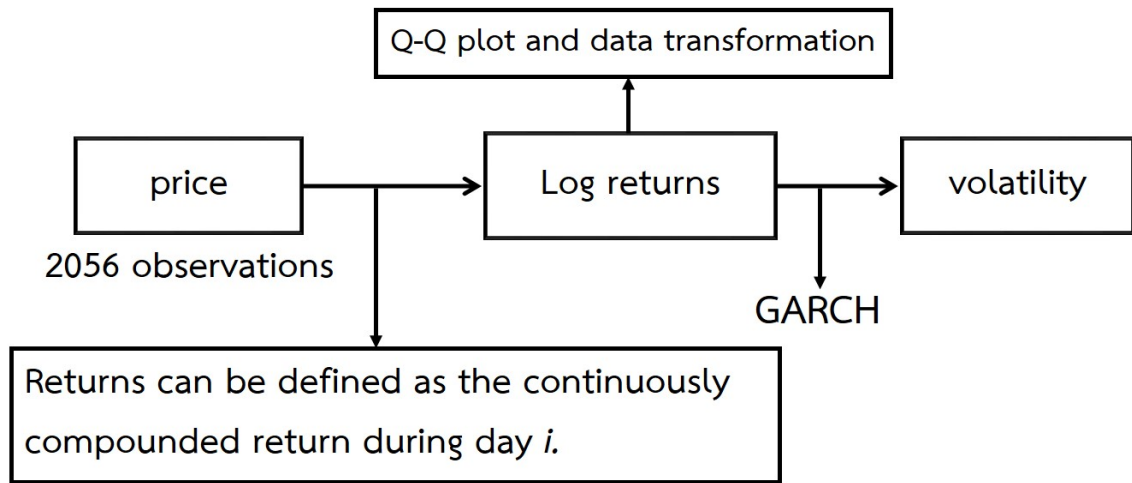 Q-Q plot and data transformation
price
Log returns
volatility
2056 observations
GARCH
Returns can be defined as the continuously
compounded return during day i.